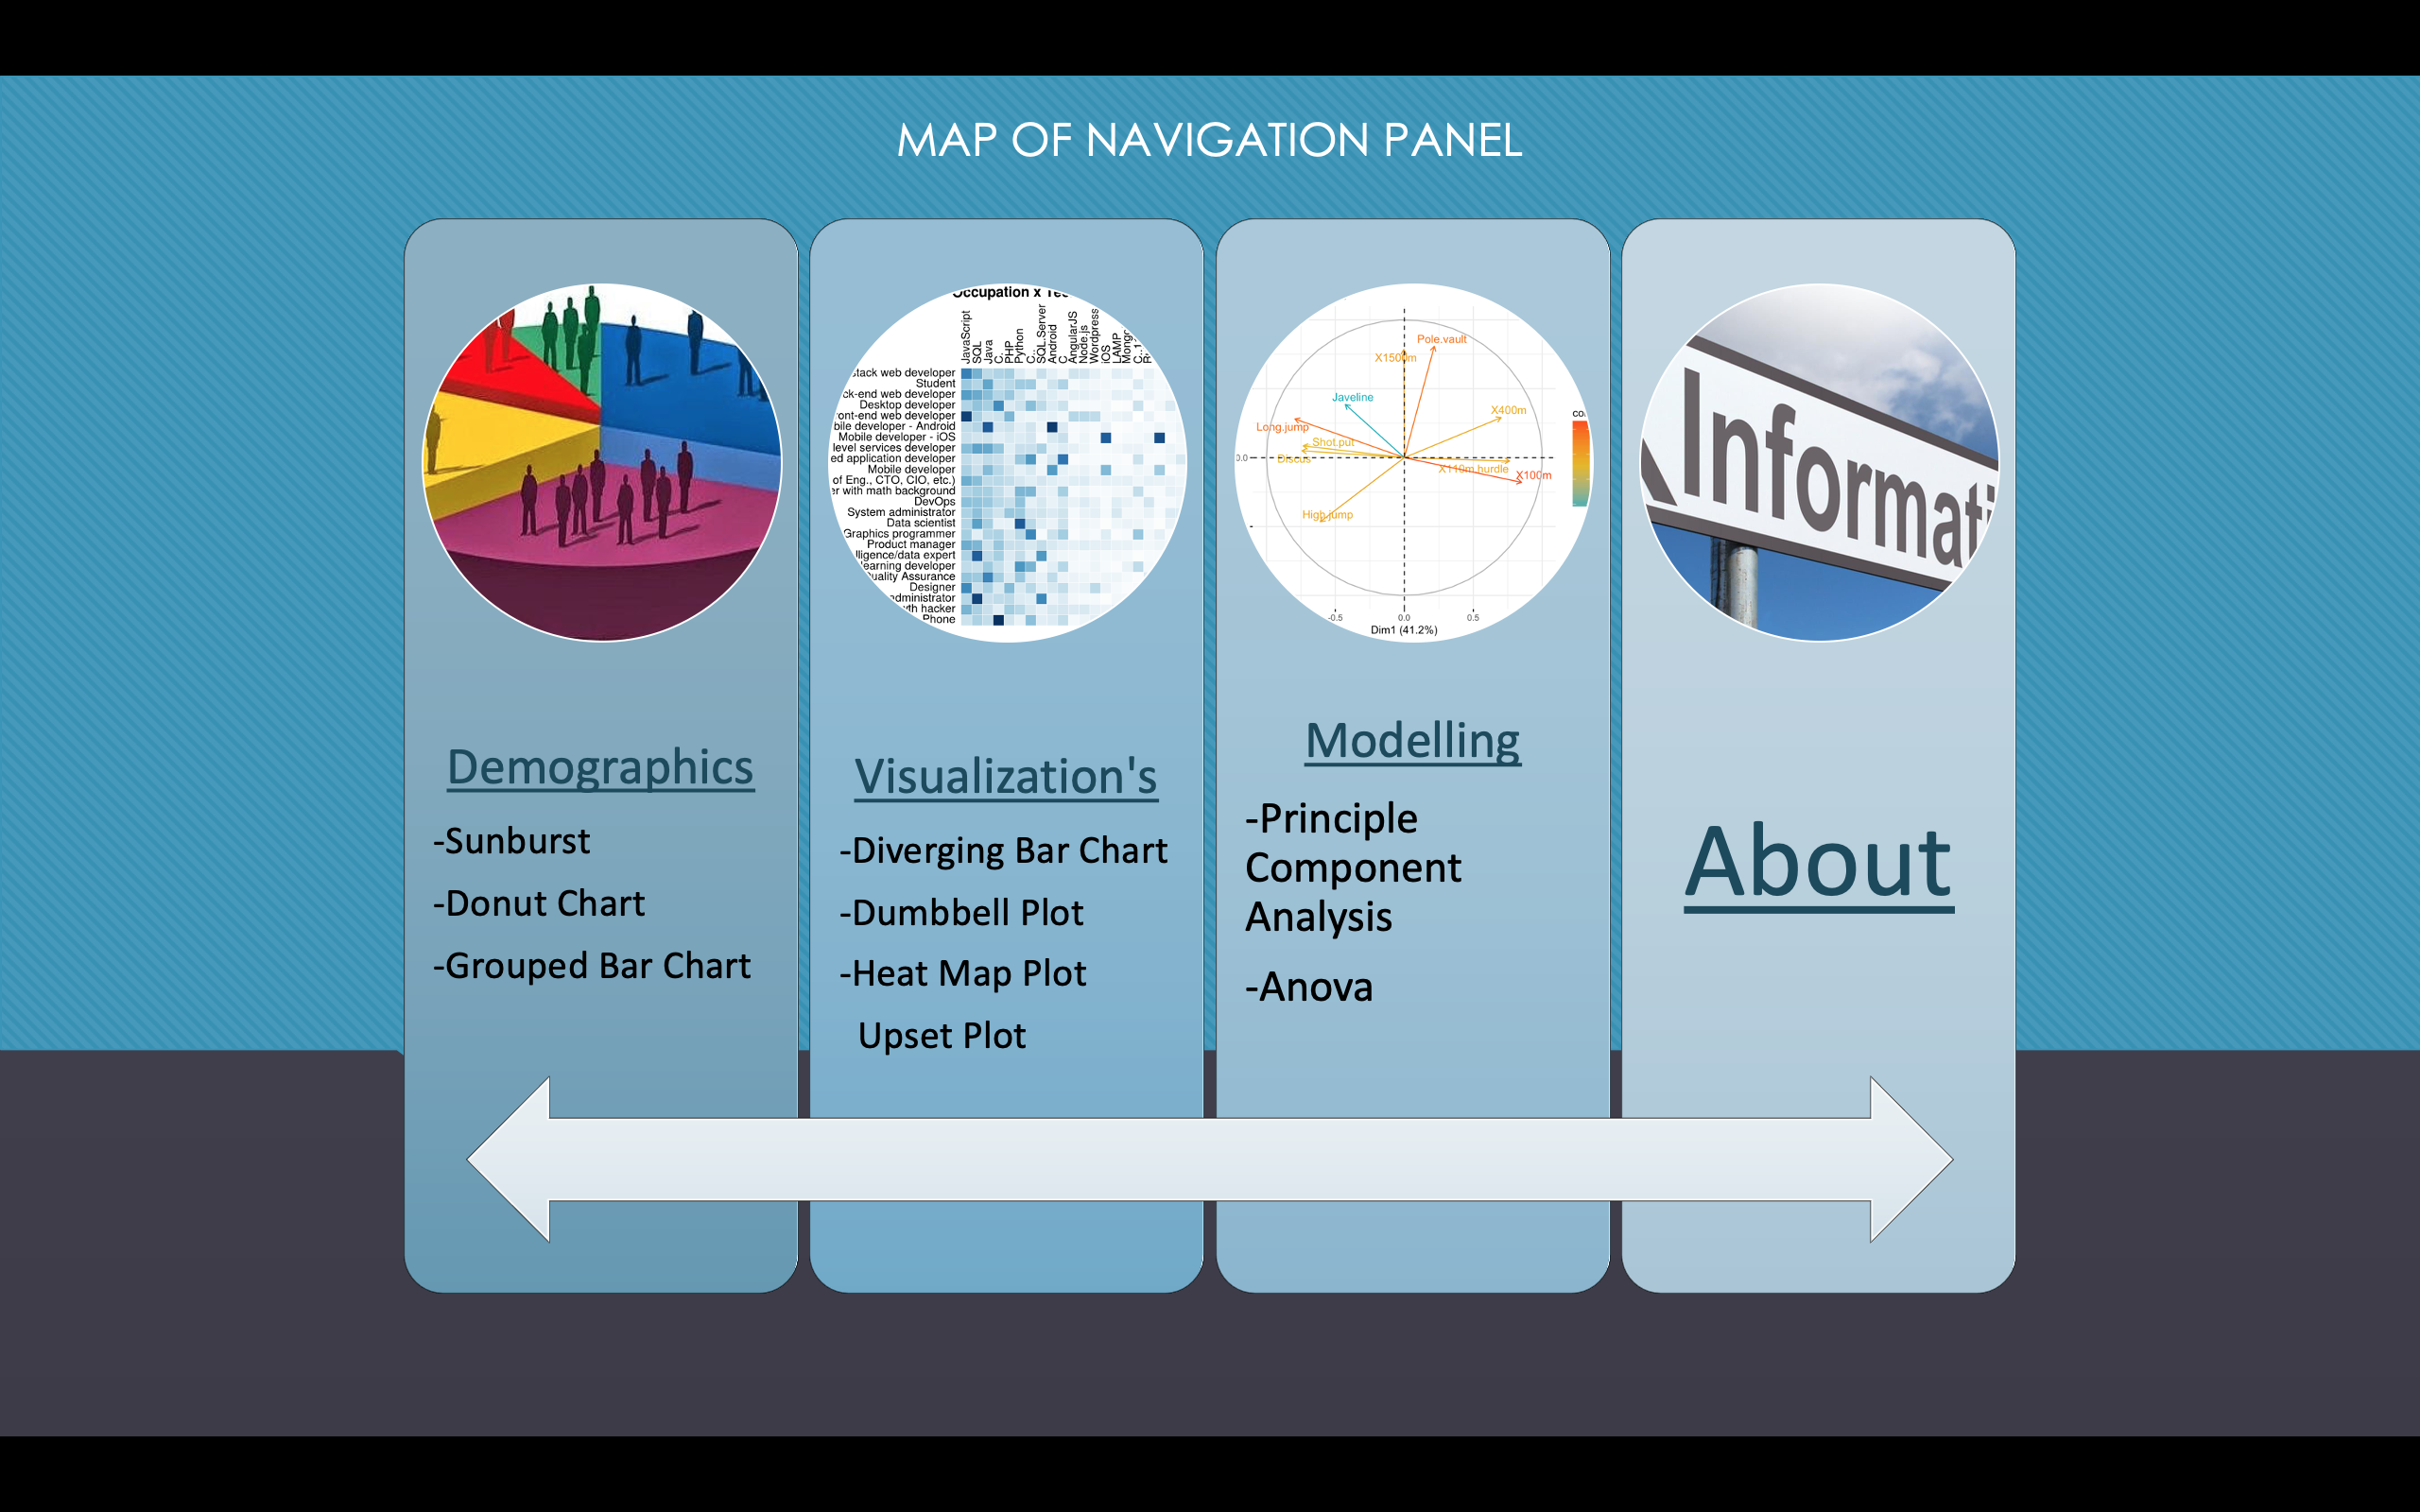 MAP OF NAVIGATION PANEL
Occupation x
JavaScript
SQL
Java
C.
PHP
Python
C..
SQL.Server
Android
C
AngularJS
Node.js
Wordpress
iOS
LAMP
stack web developer
Student
ck-end web developer
Desktop developer
ont-end web developer
bile developer - Android
Mobile developer - iOS
level services developer
ed application developer
Mobile developer
of Eng., CTO, CIO, etc.)
er with math background
DevOps
System administrator
Data scientist
Graphics programmer
Product manager
lligence/data expert
learning developer
Quality Assurance
Designer
administrator
wth hacker
Phone
Pole.vault
X1500m
Javeline
X400m
Long.jump
Shot.put
Discus
X110m.hurdle
X100m
High.jump
0.0
-0.5 0.0 0.5
Dim1 (41.2%)
Informati
Demographics
-Sunburst
-Donut Chart
-Grouped Bar Chart
Visualization's
-Diverging Bar Chart
-Dumbbell Plot
-Heat Map Plot
Upset Plot
Modelling
-Principle
Component
Analysis
-Anova
About